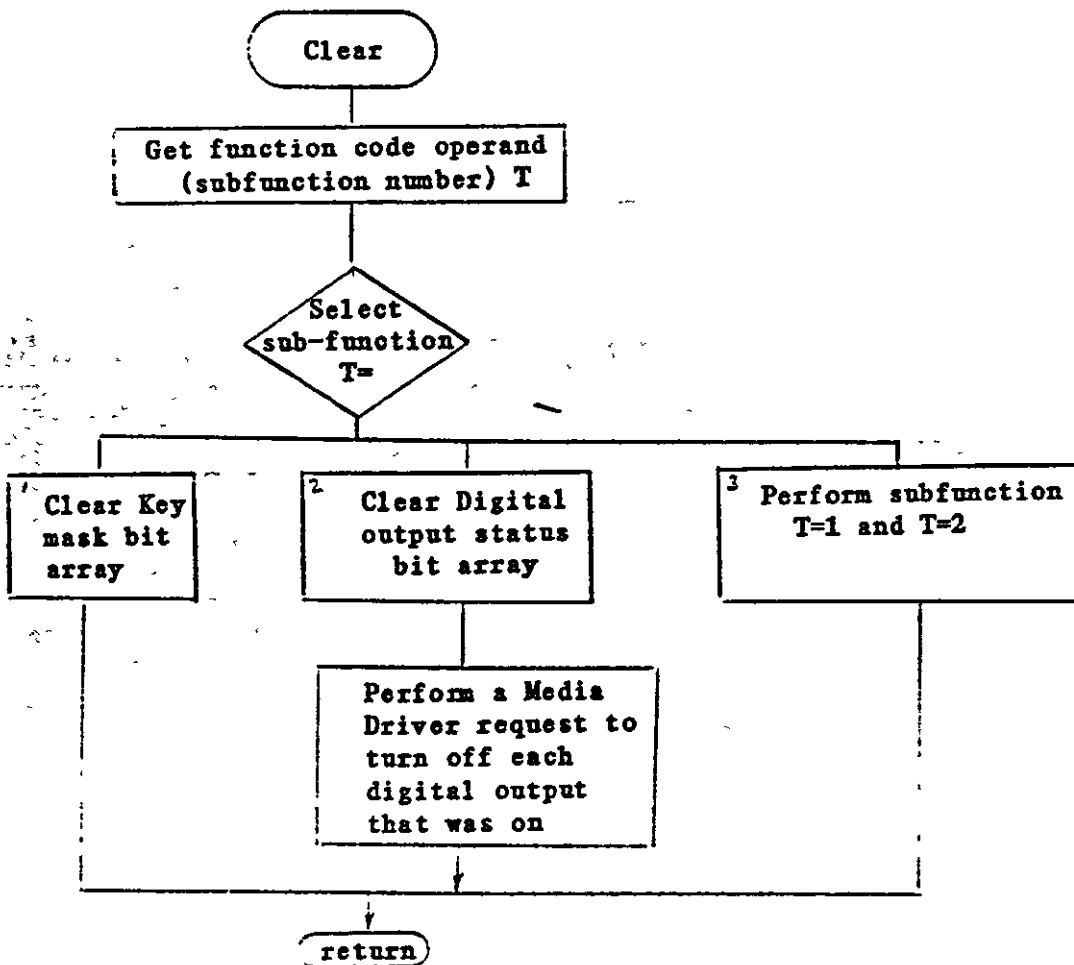 Clear
Get function code operand
(subfunction number) T
Select
sub-function
T=
1
Clear Key
mask bit
array
2
Clear Digital
output status
bit array
3
Perform subfunction
T=1 and T=2
Perform a Media
Driver request to
turn off each
digital output
that was on
return